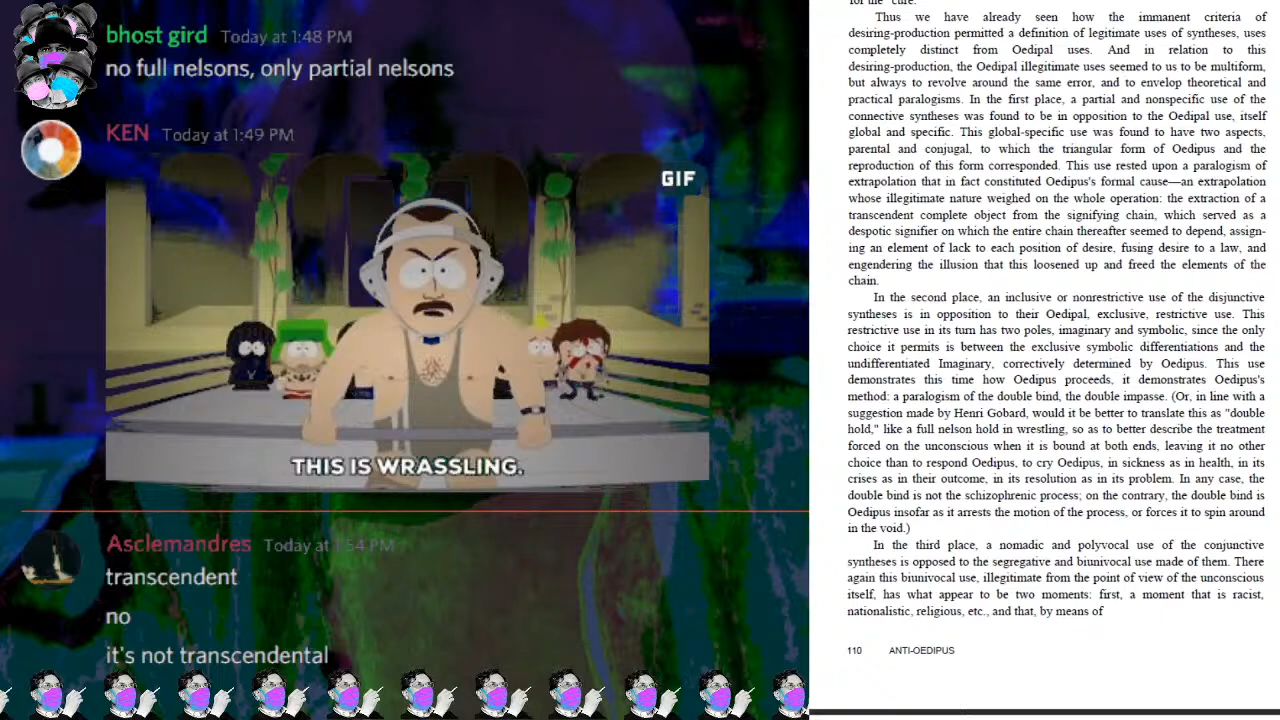 bhost gird Today at 1:48 PM
no full nelsons, only partial nelsons
KEN Today at 1:49 PM
GIF
THIS IS WRASSLING.
Asclemandres Today at 1:54 PM
transcendent
no
it's not transcendental
for the "cure."
Thus we have already seen how the immanent criteria of
desiring-production permitted a definition of legitimate uses of syntheses, uses
completely distinct from Oedipal uses. And in relation to this
desiring-production, the Oedipal illegitimate uses seemed to us to be multiform,
but always to revolve around the same error, and to envelop theoretical and
practical paralogisms. In the first place, a partial and nonspecific use of the
connective syntheses was found to be in opposition to the Oedipal use, itself
global and specific. This global-specific use was found to have two aspects,
parental and conjugal, to which the triangular form of Oedipus and the
reproduction of this form corresponded. This use rested upon a paralogism of
extrapolation that in fact constituted Oedipus's formal cause—an extrapolation
whose illegitimate nature weighed on the whole operation: the extraction of a
transcendent complete object from the signifying chain, which served as a
despotic signifier on which the entire chain thereafter seemed to depend, assign-
ing an element of lack to each position of desire, fusing desire to a law, and
engendering the illusion that this loosened up and freed the elements of the
chain.
In the second place, an inclusive or nonrestrictive use of the disjunctive
syntheses is in opposition to their Oedipal, exclusive, restrictive use. This
restrictive use in its turn has two poles, imaginary and symbolic, since the only
choice it permits is between the exclusive symbolic differentiations and the
undifferentiated Imaginary, correctively determined by Oedipus. This use
demonstrates this time how Oedipus proceeds, it demonstrates Oedipus's
method: a paralogism of the double bind, the double impasse. (Or, in line with a
suggestion made by Henri Gobard, would it be better to translate this as "double
hold," like a full nelson hold in wrestling, so as to better describe the treatment
forced on the unconscious when it is bound at both ends, leaving it no other
choice than to respond Oedipus, to cry Oedipus, in sickness as in health, in its
crises as in their outcome, in its resolution as in its problem. In any case, the
double bind is not the schizophrenic process; on the contrary, the double bind is
Oedipus insofar as it arrests the motion of the process, or forces it to spin around
in the void.)
In the third place, a nomadic and polyvocal use of the conjunctive
syntheses is opposed to the segregative and biunivocal use made of them. There
again this biunivocal use, illegitimate from the point of view of the unconscious
itself, has what appear to be two moments: first, a moment that is racist,
nationalistic, religious, etc., and that, by means of
110 ANTI-OEDIPUS